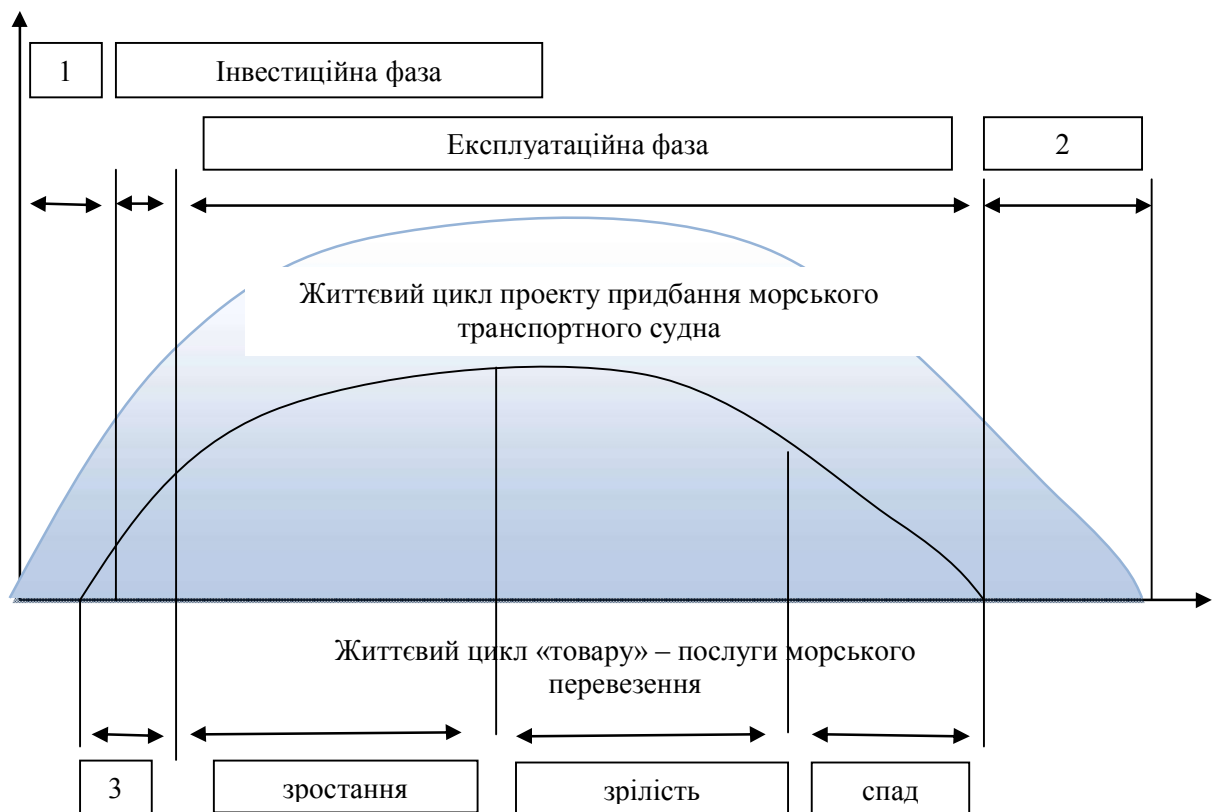 1
Інвестиційна фаза
Експлуатаційна фаза
2
Життєвий цикл проекту придбання морського
транспортного судна
Життєвий цикл «товару» – послуги морського
перевезення
3
зростання
зрілість
спад